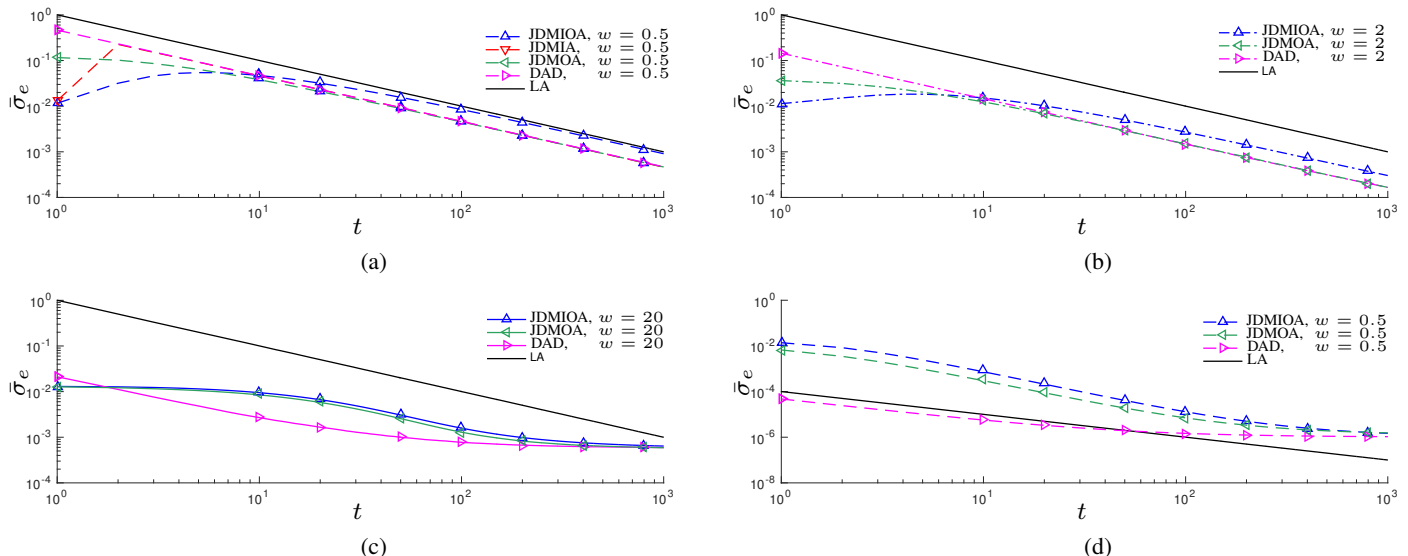 10^0
10^-1
10^-2
10^-3
10^-4
σ̄_e
JDMIOA, w = 0.5
JDMIA, w = 0.5
JDMOA, w = 0.5
DAD, w = 0.5
LA
10^0 10^1 10^2 10^3
t
(a)
10^0
10^-1
10^-2
10^-3
10^-4
σ̄_e
JDMIOA, w = 2
JDMOA, w = 2
DAD, w = 2
LA
10^0 10^1 10^2 10^3
t
(b)
10^0
10^-1
10^-2
10^-3
10^-4
σ̄_e
JDMIOA, w = 20
JDMOA, w = 20
DAD, w = 20
LA
10^0 10^1 10^2 10^3
t
(c)
10^0
10^-2
10^-4
10^-6
10^-8
σ̄_e
JDMIOA, w = 0.5
JDMOA, w = 0.5
DAD, w = 0.5
LA
10^0 10^1 10^2 10^3
t
(d)